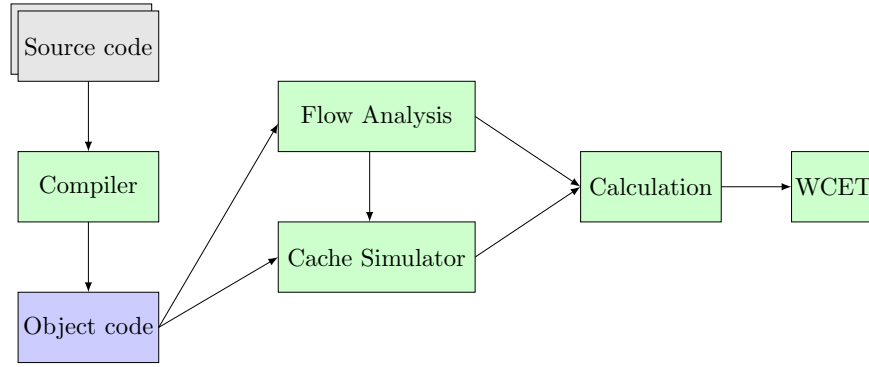 Source code
Flow Analysis
Compiler
Calculation
WCET
Cache Simulator
Object code